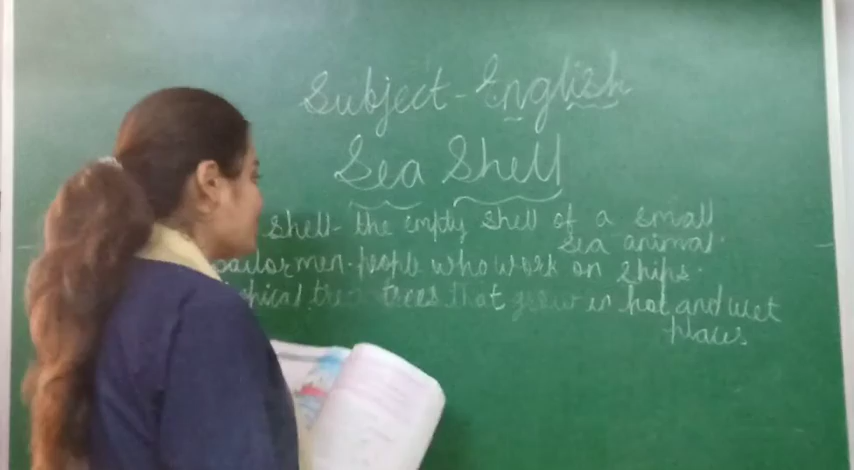 Subject - English
Sea Shell
shell - the empty shell of a small
sea animal.
sailormen - people who work on ships.
trees that grow in hot and wet
places